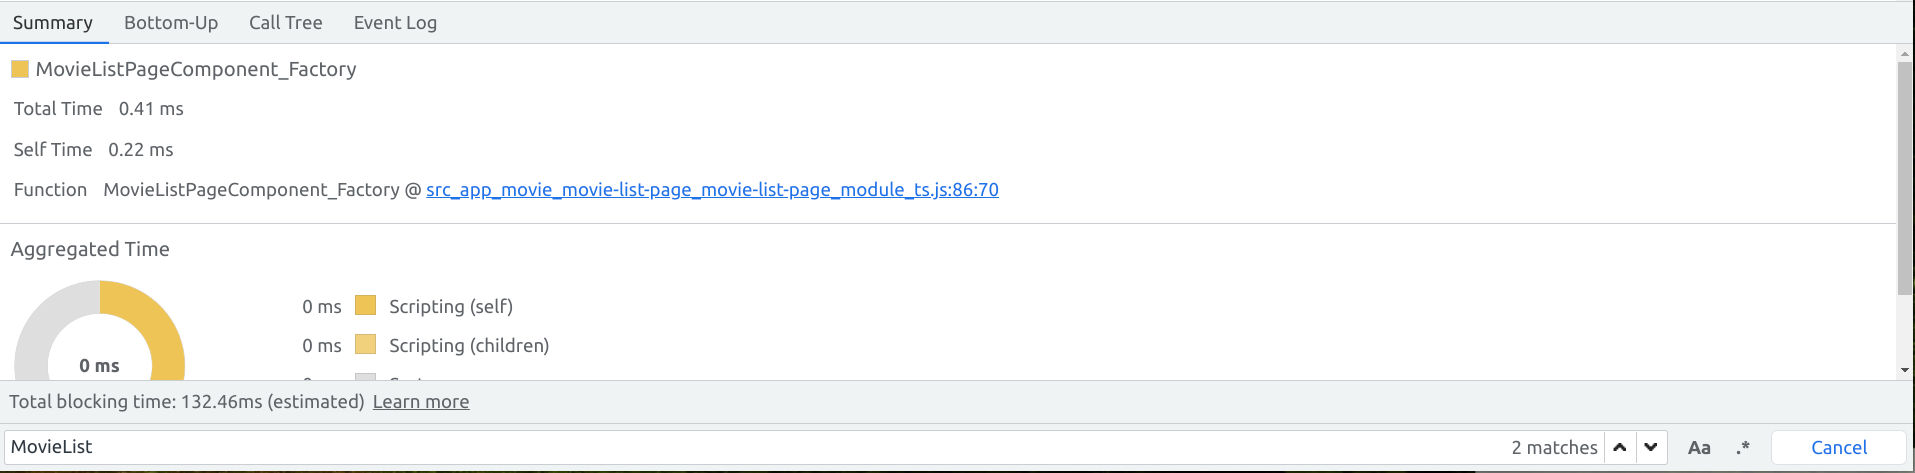 Summary Bottom-Up Call Tree Event Log
MovieListPageComponent_Factory
Total Time 0.41 ms
Self Time 0.22 ms
Function MovieListPageComponent_Factory @ src_app_movie_movie-list-page_movie-list-page_module_ts.js:86:70
Aggregated Time
0 ms Scripting (self)
0 ms Scripting (children)
0 ms
Total blocking time: 132.46ms (estimated) Learn more
MovieList 2 matches Aa .* Cancel